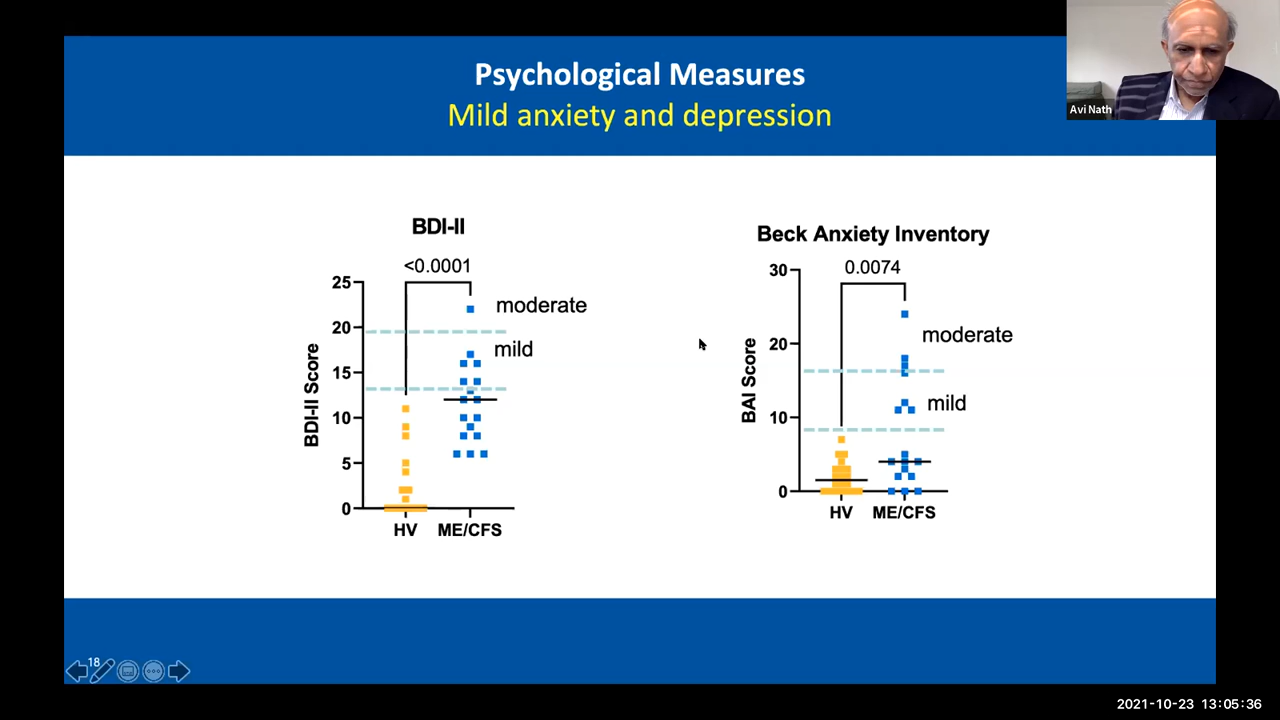 Psychological Measures
Mild anxiety and depression
Avi Nath
BDI-II
<0.0001
25
20
15
10
5
0
BDI-II Score
moderate
mild
HV
ME/CFS
Beck Anxiety Inventory
0.0074
30
20
10
0
BAI Score
moderate
mild
HV
ME/CFS
18
2021-10-23 13:05:36